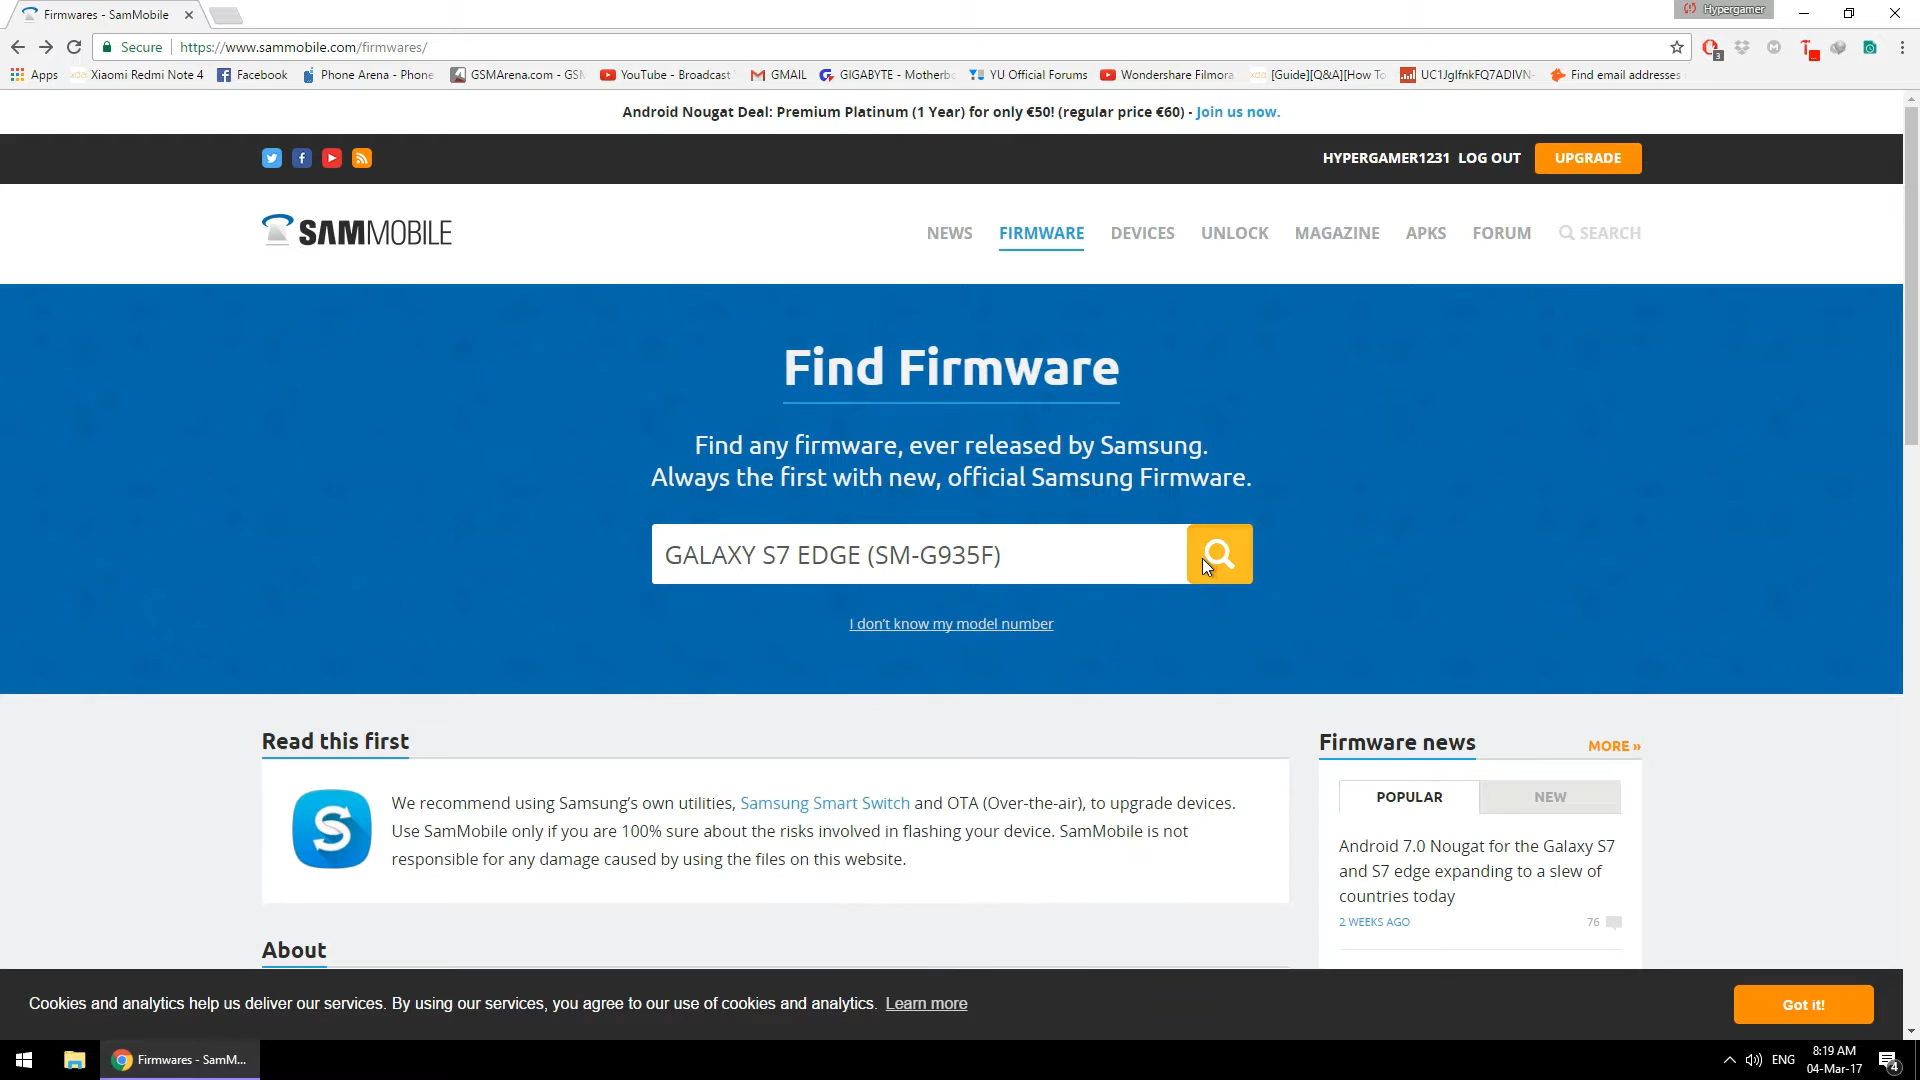 Firmwares - SamMobile
Hypergamer
Secure
https://www.sammobile.com/firmwares/
3
Apps
Xiaomi Redmi Note 4
Facebook
Phone Arena - Phone
GSMArena.com - GSM
YouTube - Broadcast
GMAIL
GIGABYTE - Motherbo
YU Official Forums
Wondershare Filmora
[Guide][Q&A][How To
Find email addresses
Android Nougat Deal: Premium Platinum (1 Year) for only €50! (regular price €60) - Join us now.
HYPERGAMER1231 LOG OUT UPGRADE
SAMMOBILE
NEWS FIRMWARE DEVICES UNLOCK MAGAZINE APKS FORUM SEARCH
Find Firmware
Find any firmware, ever released by Samsung.
Always the first with new, official Samsung Firmware.
GALAXY S7 EDGE (SM-G935F)
I don't know my model number
Read this first
We recommend using Samsung's own utilities, Samsung Smart Switch and OTA (Over-the-air), to upgrade devices.
Use SamMobile only if you are 100% sure about the risks involved in flashing your device. SamMobile is not
responsible for any damage caused by using the files on this website.
About
Firmware news
MORE »
POPULAR NEW
Android 7.0 Nougat for the Galaxy S7
and S7 edge expanding to a slew of
countries today
2 WEEKS AGO 76
Cookies and analytics help us deliver our services. By using our services, you agree to our use of cookies and analytics. Learn more
Got it!
Firmwares - SamM...
ENG
8:19 AM
04-Mar-17
4